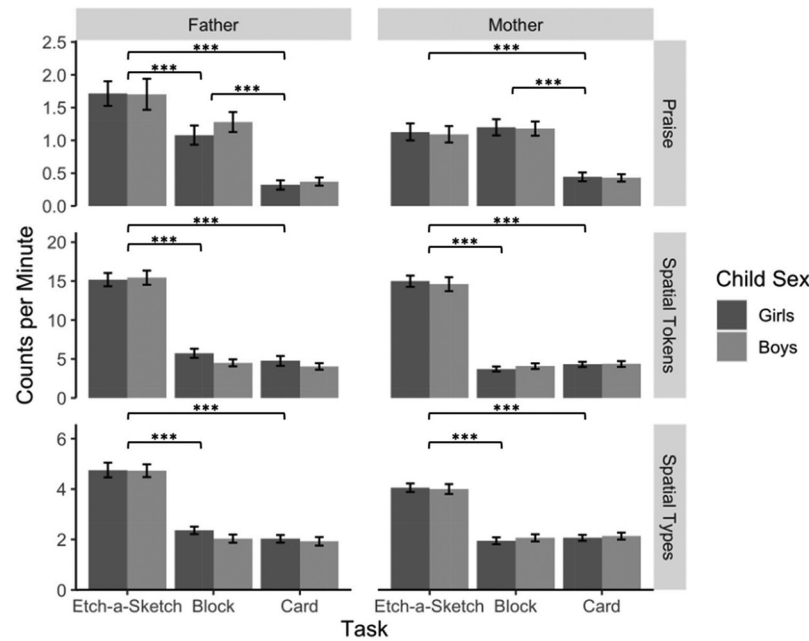 Father Mother
2.5
***
***
***
***
***
2.0
1.5
1.0
0.5
0.0
Praise
20
***
***
***
***
15
10
5
0
Spatial Tokens
***
***
***
***
6
4
2
0
Spatial Types
Counts per Minute
Etch-a-Sketch Block Card Etch-a-Sketch Block Card
Task
Child Sex
Girls
Boys